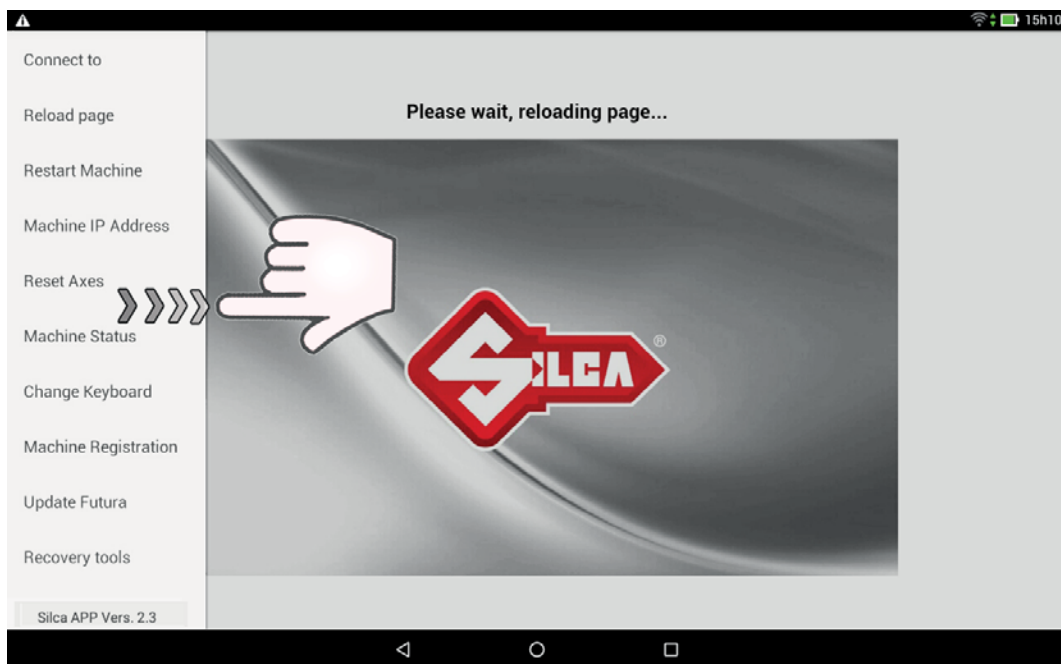 15h10
Connect to
Reload page
Restart Machine
Machine IP Address
Reset Axes
Machine Status
Change Keyboard
Machine Registration
Update Futura
Recovery tools
Silca APP Vers. 2.3
Please wait, reloading page...
SILCA®